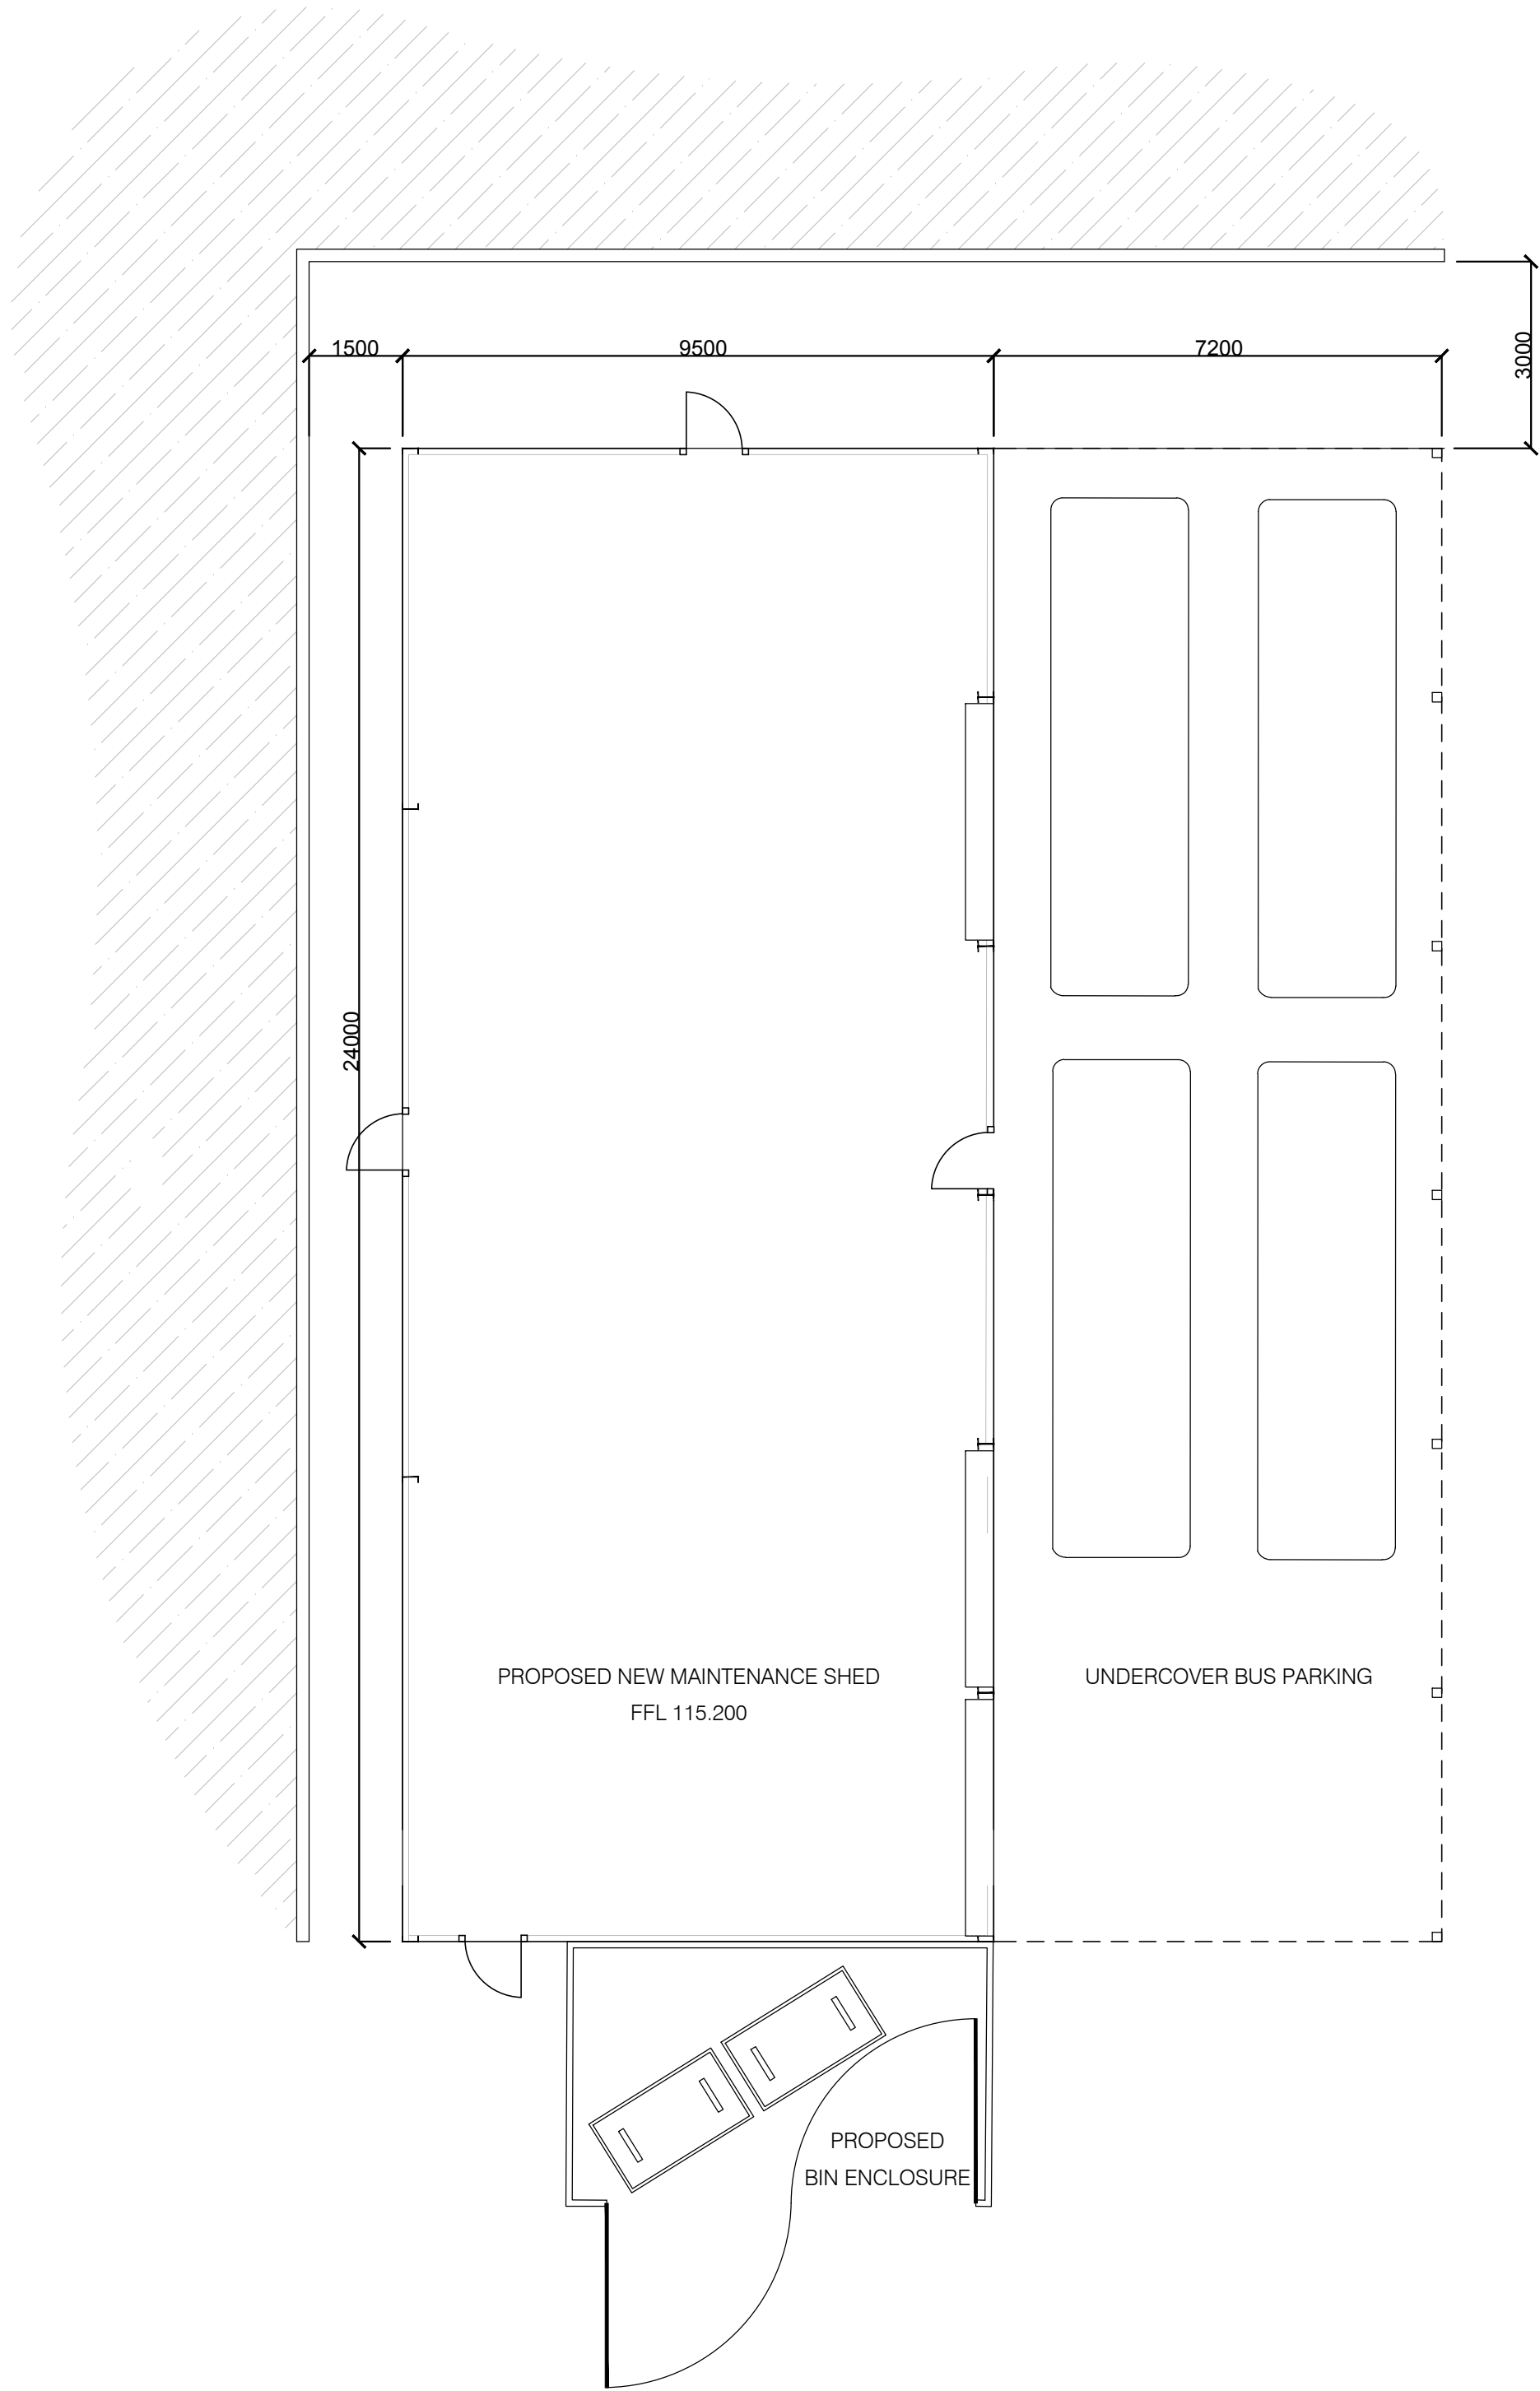 1500
9500
7200
3000
24000
PROPOSED NEW MAINTENANCE SHED
FFL 115.200
UNDERCOVER BUS PARKING
PROPOSED
BIN ENCLOSURE